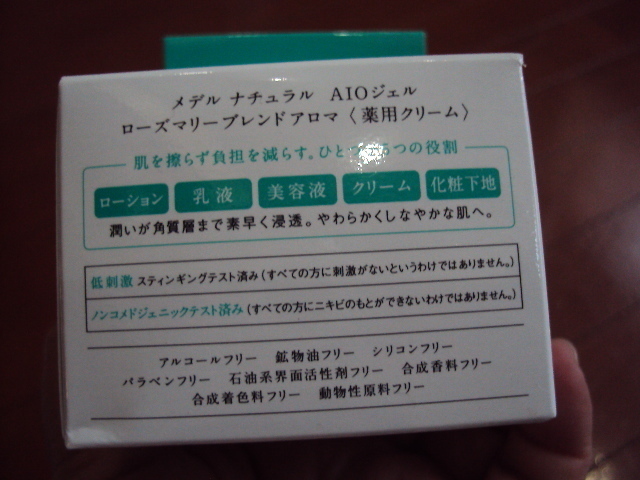 メデル ナチュラル AIOジェル
ローズマリーブレンドアロマ〈薬用クリーム〉
肌を擦らず負担を減らす。ひとつ 5つの役割
ローション 乳液 美容液 クリーム 化粧下地
潤いが角質層まで素早く浸透。やわらかくしなやかな肌へ。
低刺激 スティンギングテスト済み(すべての方に刺激がないというわけではありません。)
ノンコメドジェニックテスト済み(すべての方にニキビのもとができないわけではありません。)
アルコールフリー 鉱物油フリー シリコンフリー
パラベンフリー 石油系界面活性剤フリー 合成香料フリー
合成着色料フリー 動物性原料フリー